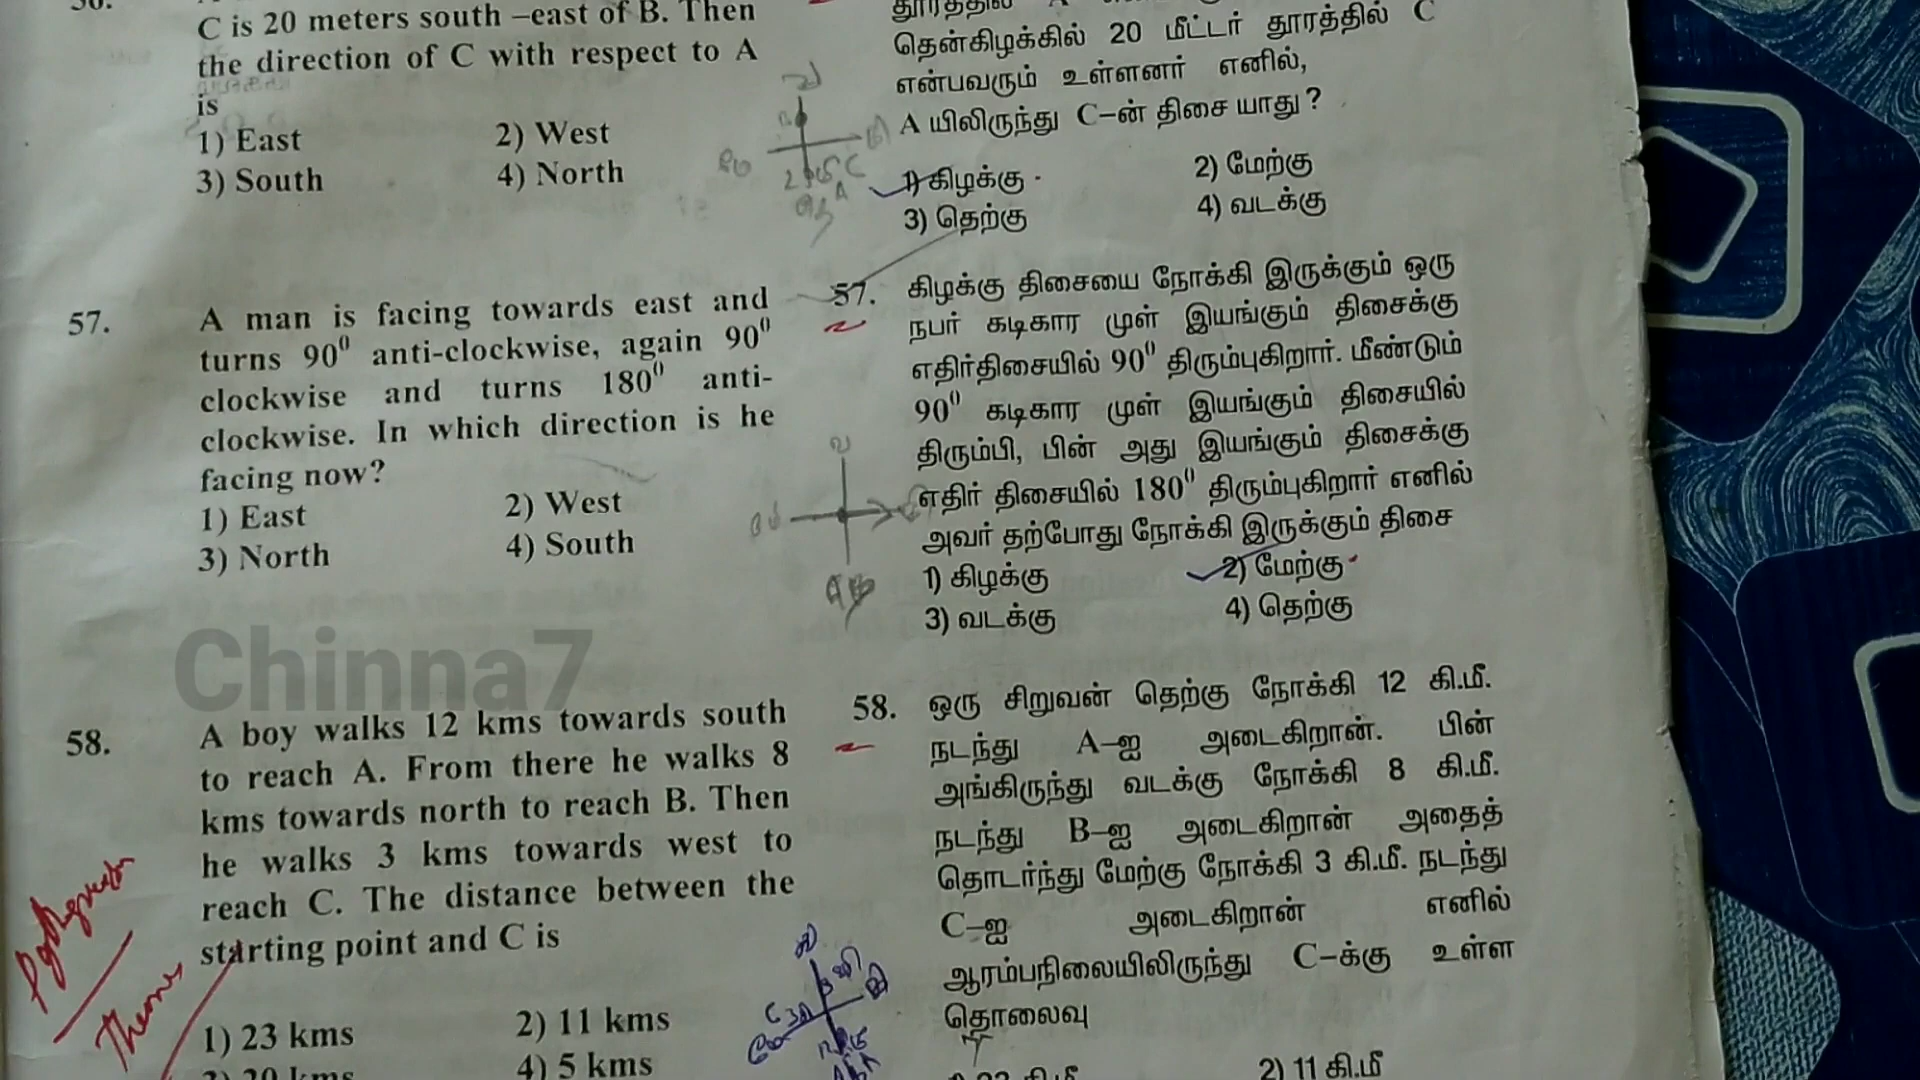 C is 20 meters south –east of B. Then
the direction of C with respect to A
is
1) East
2) West
3) South
4) North
தென்கிழக்கில் 20 மீட்டர் தூரத்தில் C
என்பவரும் உள்ளனர் எனில்,
A யிலிருந்து C–ன் திசை யாது ?
1) கிழக்கு
2) மேற்கு
3) தெற்கு
4) வடக்கு
57.
A man is facing towards east and
turns 90⁰ anti-clockwise, again 90⁰
clockwise and turns 180⁰ anti-
clockwise. In which direction is he
facing now?
1) East
2) West
3) North
4) South
57. கிழக்கு திசையை நோக்கி இருக்கும் ஒரு
நபர் கடிகார முள் இயங்கும் திசைக்கு
எதிர்திசையில் 90⁰ திரும்புகிறார். மீண்டும்
90⁰ கடிகார முள் இயங்கும் திசையில்
திரும்பி, பின் அது இயங்கும் திசைக்கு
எதிர் திசையில் 180⁰ திரும்புகிறார் எனில்
அவர் தற்போது நோக்கி இருக்கும் திசை
1) கிழக்கு
2) மேற்கு
3) வடக்கு
4) தெற்கு
Chinna7
58.
A boy walks 12 kms towards south
to reach A. From there he walks 8
kms towards north to reach B. Then
he walks 3 kms towards west to
reach C. The distance between the
starting point and C is
1) 23 kms
2) 11 kms
4) 5 kms
58. ஒரு சிறுவன் தெற்கு நோக்கி 12 கி.மீ.
நடந்து A–ஐ அடைகிறான். பின்
அங்கிருந்து வடக்கு நோக்கி 8 கி.மீ.
நடந்து B–ஐ அடைகிறான் அதைத்
தொடர்ந்து மேற்கு நோக்கி 3 கி.மீ. நடந்து
C–ஐ அடைகிறான் எனில்
ஆரம்பநிலையிலிருந்து C–க்கு உள்ள
தொலைவு
2) 11 கி.மீ